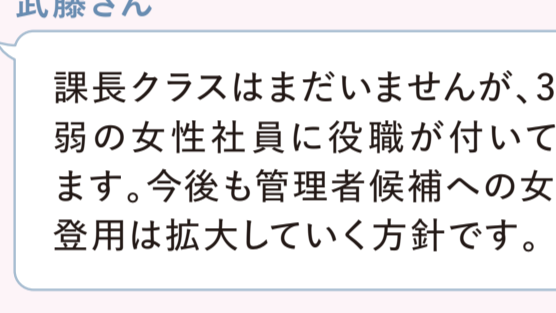 武藤さん
課長クラスはまだいませんが、3
弱の女性社員に役職が付いて
ます。今後も管理者候補への女
登用は拡大していく方針です。